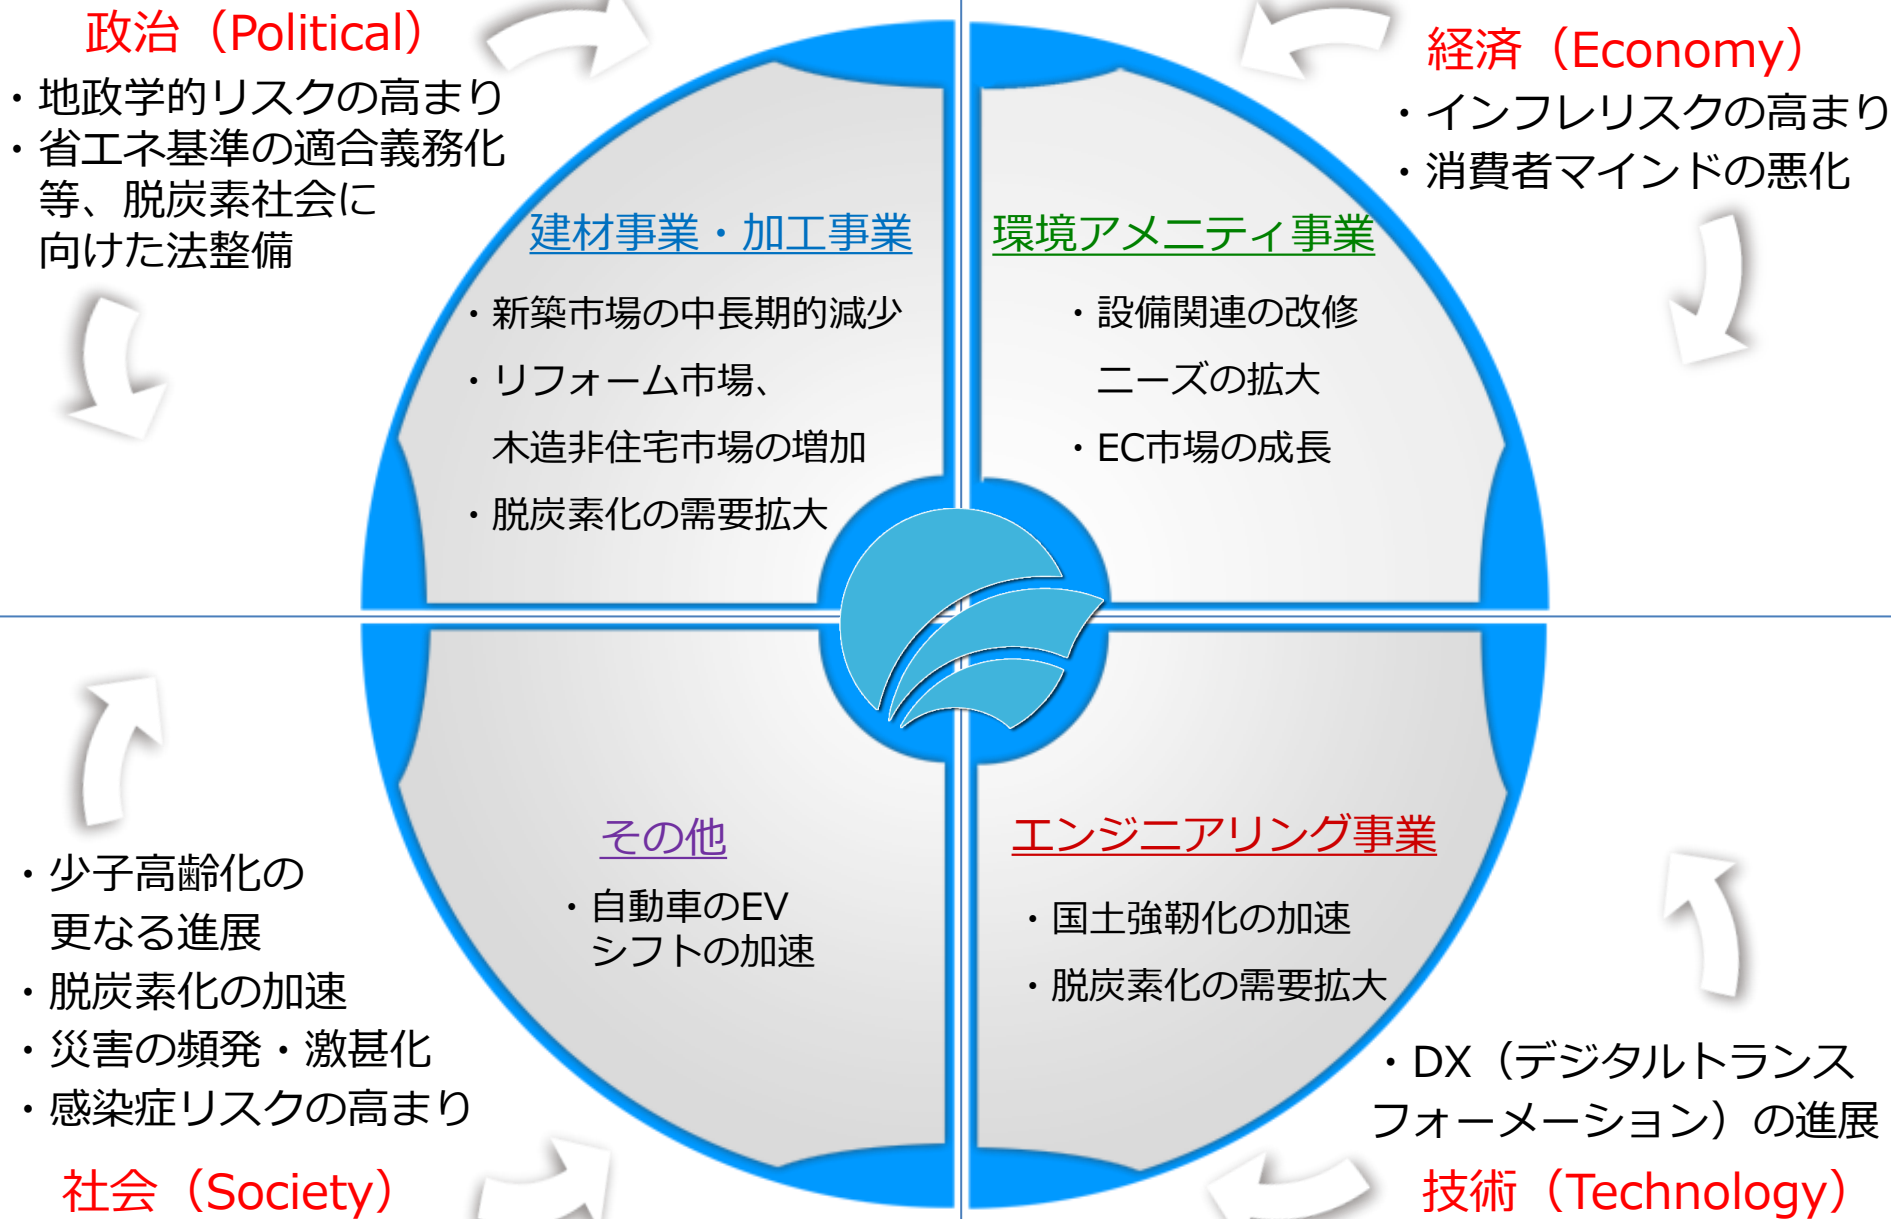 政治（Political）
・地政学的リスクの高まり
・省エネ基準の適合義務化
等、脱炭素社会に
向けた法整備
経済（Economy）
・インフレリスクの高まり
・消費者マインドの悪化
建材事業・加工事業
・新築市場の中長期的減少
・リフォーム市場、
木造非住宅市場の増加
・脱炭素化の需要拡大
環境アメニティ事業
・設備関連の改修
ニーズの拡大
・EC市場の成長
その他
・自動車のEV
シフトの加速
エンジニアリング事業
・国土強靭化の加速
・脱炭素化の需要拡大
・少子高齢化の
更なる進展
・脱炭素化の加速
・災害の頻発・激甚化
・感染症リスクの高まり
社会（Society）
・DX（デジタルトランス
フォーメーション）の進展
技術（Technology）